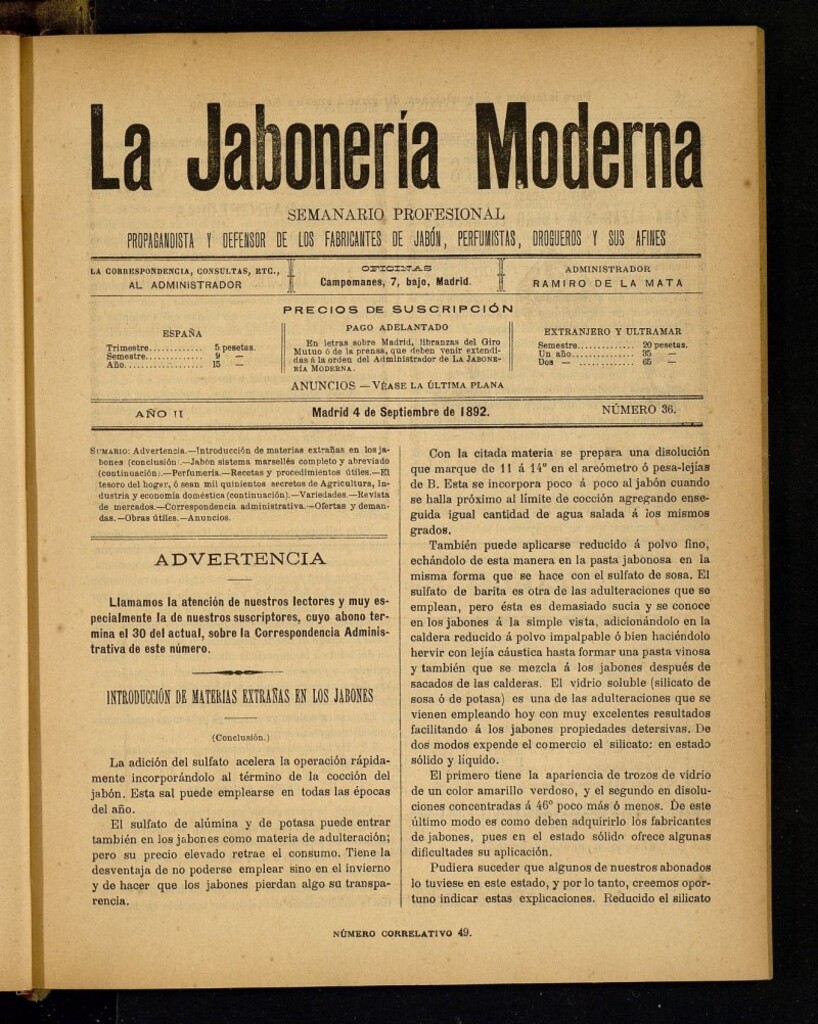 La Jabonería Moderna
SEMANARIO PROFESIONAL
PROPAGANDISTA Y DEFENSOR DE LOS FABRICANTES DE JABÓN, PERFUMISTAS, DROGUEROS Y SUS AFINES
LA CORRESPONDENCIA, CONSULTAS, ETC.,
AL ADMINISTRADOR
OFICINAS
Campomanes, 7, bajo, Madrid.
ADMINISTRADOR
RAMIRO DE LA MATA
PRECIOS DE SUSCRIPCIÓN
ESPAÑA
Trimestre............. 5 pesetas.
Semestre.............. 9 —
Año.................... 15 —
PAGO ADELANTADO
En letras sobre Madrid, libranzas del Giro
Mutuo ó de la prensa, que deben venir extendi-
das á la orden del Administrador de LA JABONE-
RÍA MODERNA.
EXTRANJERO Y ULTRAMAR
Semestre.............. 20 pesetas.
Un año................ 35 —
Dos — ............. 65 —
ANUNCIOS — VÉASE LA ÚLTIMA PLANA
AÑO II
Madrid 4 de Septiembre de 1892.
NÚMERO 36.
SUMARIO: Advertencia.—Introducción de materias extrañas en los ja-
bones (conclusión).—Jabón sistema marsellés completo y abreviado
(continuación).—Perfumería.—Recetas y procedimientos útiles.—El
tesoro del hogar, ó sean mil quinientos secretos de Agricultura, In-
dustria y economía doméstica (continuación).—Variedades.—Revista
de mercados.—Correspondencia administrativa.—Ofertas y deman-
das.—Obras útiles.—Anuncios.
ADVERTENCIA
Llamamos la atención de nuestros lectores y muy es-
pecialmente la de nuestros suscriptores, cuyo abono ter-
mina el 30 del actual, sobre la Correspondencia Adminis-
trativa de este número.
INTRODUCCIÓN DE MATERIAS EXTRAÑAS EN LOS JABONES
(Conclusión.)
La adición del sulfato acelera la operación rápida-
mente incorporándolo al término de la cocción del
jabón. Esta sal puede emplearse en todas las épocas
del año.
El sulfato de alúmina y de potasa puede entrar
también en los jabones como materia de adulteración;
pero su precio elevado retrae el consumo. Tiene la
desventaja de no poderse emplear sino en el invierno
y de hacer que los jabones pierdan algo su transpa-
rencia.
Con la citada materia se prepara una disolución
que marque de 11 á 14º en el areómetro ó pesa-lejías
de B. Esta se incorpora poco á poco al jabón cuando
se halla próximo al límite de cocción agregando ense-
guida igual cantidad de agua salada á los mismos
grados.
También puede aplicarse reducido á polvo fino,
echándolo de esta manera en la pasta jabonosa en la
misma forma que se hace con el sulfato de sosa. El
sulfato de barita es otra de las adulteraciones que se
emplean, pero ésta es demasiado sucia y se conoce
en los jabones á la simple vista, adicionándolo en la
caldera reducido á polvo impalpable ó bien haciéndolo
hervir con lejía cáustica hasta formar una pasta vinosa
y también que se mezcla á los jabones después de
sacados de las calderas. El vidrio soluble (silicato de
sosa ó de potasa) es una de las adulteraciones que se
vienen empleando hoy con muy excelentes resultados
facilitando á los jabones propiedades detersivas. De
dos modos expende el comercio el silicato: en estado
sólido y líquido.
El primero tiene la apariencia de trozos de vidrio
de un color amarillo verdoso, y el segundo en disolu-
ciones concentradas á 46º poco más ó menos. De este
último modo es como deben adquirirlo los fabricantes
de jabones, pues en el estado sólido ofrece algunas
dificultades su aplicación.
Pudiera suceder que algunos de nuestros abonados
lo tuviese en este estado, y por lo tanto, creemos opor-
tuno indicar estas explicaciones. Reducido el silicato
NÚMERO CORRELATIVO 49.